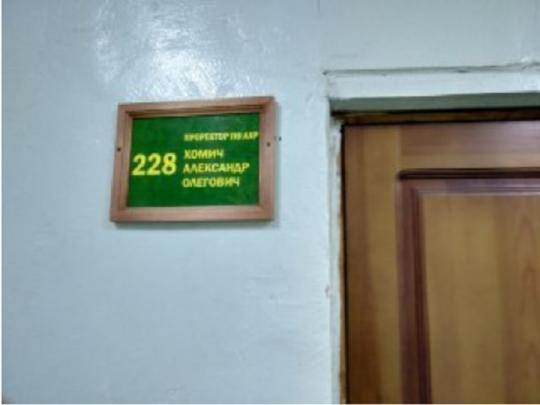 ПРОРЕКТОР ПО АХР
228
ХОМИЧ
АЛЕКСАНДР
ОЛЕГОВИЧ